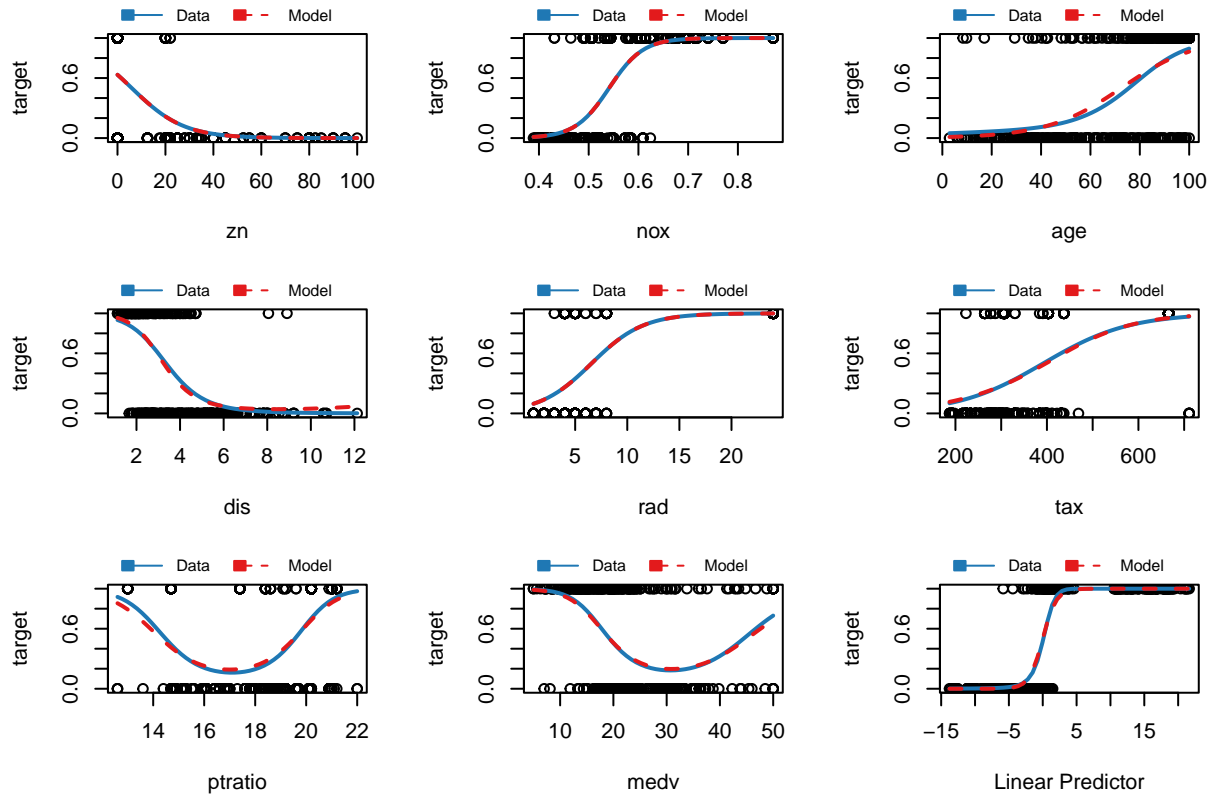 Data Model
target
0.0 0.6
0 20 40 60 80 100
zn
Data Model
target
0.0 0.6
0.4 0.5 0.6 0.7 0.8
nox
Data Model
target
0.0 0.6
0 20 40 60 80 100
age
Data Model
target
0.0 0.6
2 4 6 8 10 12
dis
Data Model
target
0.0 0.6
5 10 15 20
rad
Data Model
target
0.0 0.6
200 400 600
tax
Data Model
target
0.0 0.6
14 16 18 20 22
ptratio
Data Model
target
0.0 0.6
10 20 30 40 50
medv
Data Model
target
0.0 0.6
−15 −5 5 15
Linear Predictor